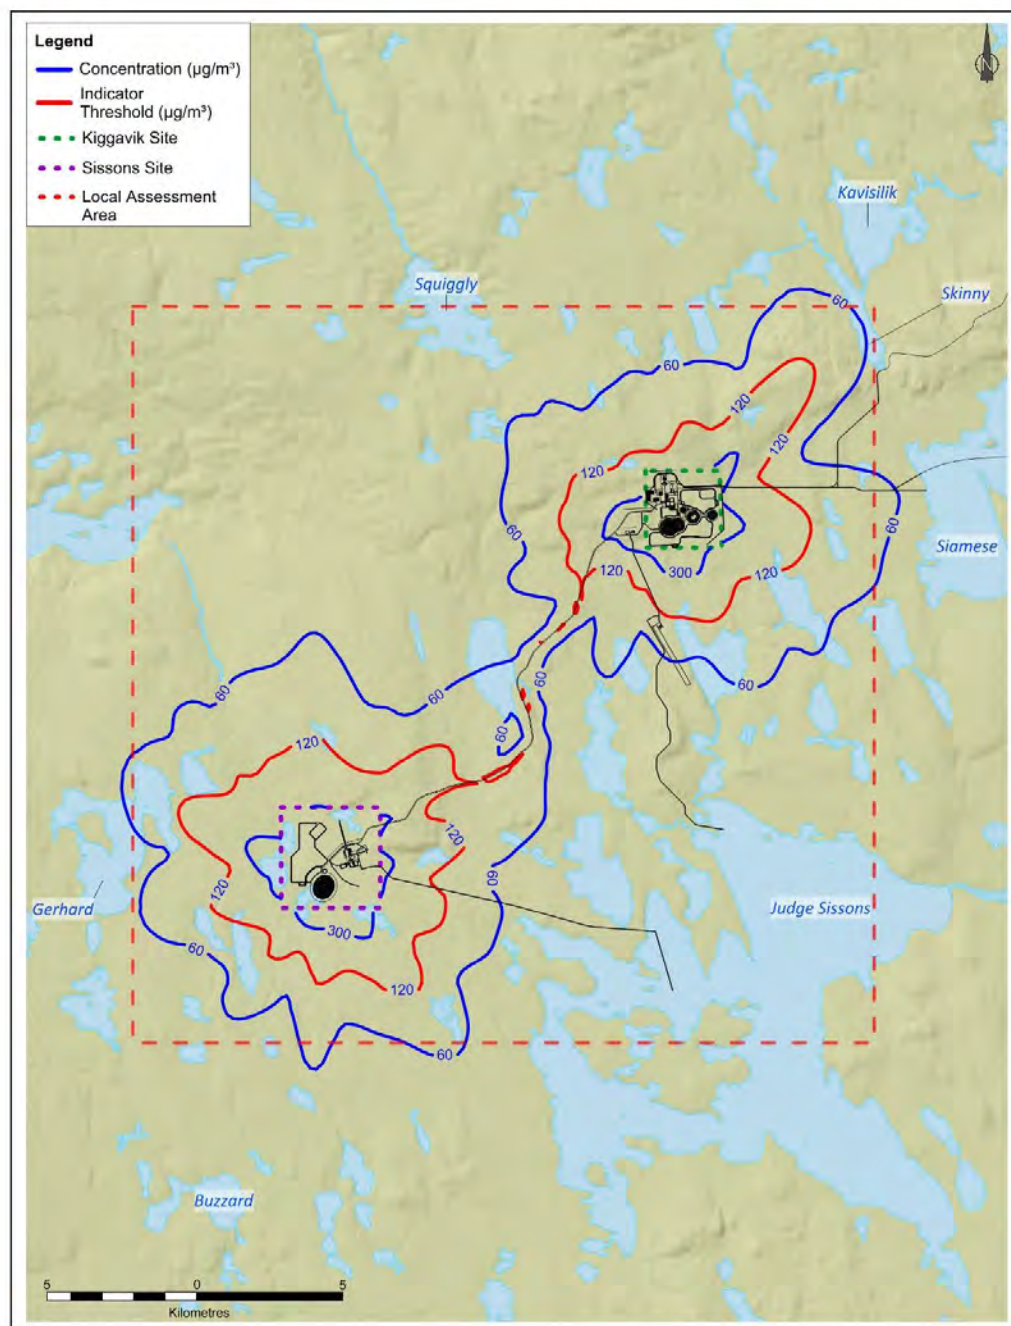 Legend
Concentration (µg/m³)
Indicator
Threshold (µg/m³)
Kiggavik Site
Sissons Site
Local Assessment
Area
N
Kavisilik
Squiggly
Skinny
60
60
120
120
120
60
60
Siamese
300
120
120
60
60
60
60
60
120
120
120
60
Gerhard
Judge Sissons
300
60
120
60
Buzzard
5
0
5
Kilometres